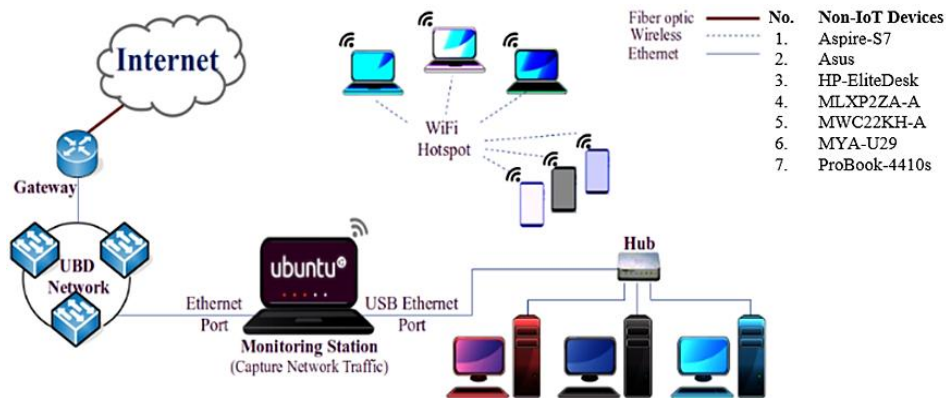 Internet
Gateway
UBD
Network
WiFi
Hotspot
Fiber optic
Wireless
Ethernet
No. Non-IoT Devices
1. Aspire-S7
2. Asus
3. HP-EliteDesk
4. MLXP2ZA-A
5. MWC22KH-A
6. MYA-U29
7. ProBook-4410s
Ethernet
Port
ubuntu
USB Ethernet
Port
Monitoring Station
(Capture Network Traffic)
Hub